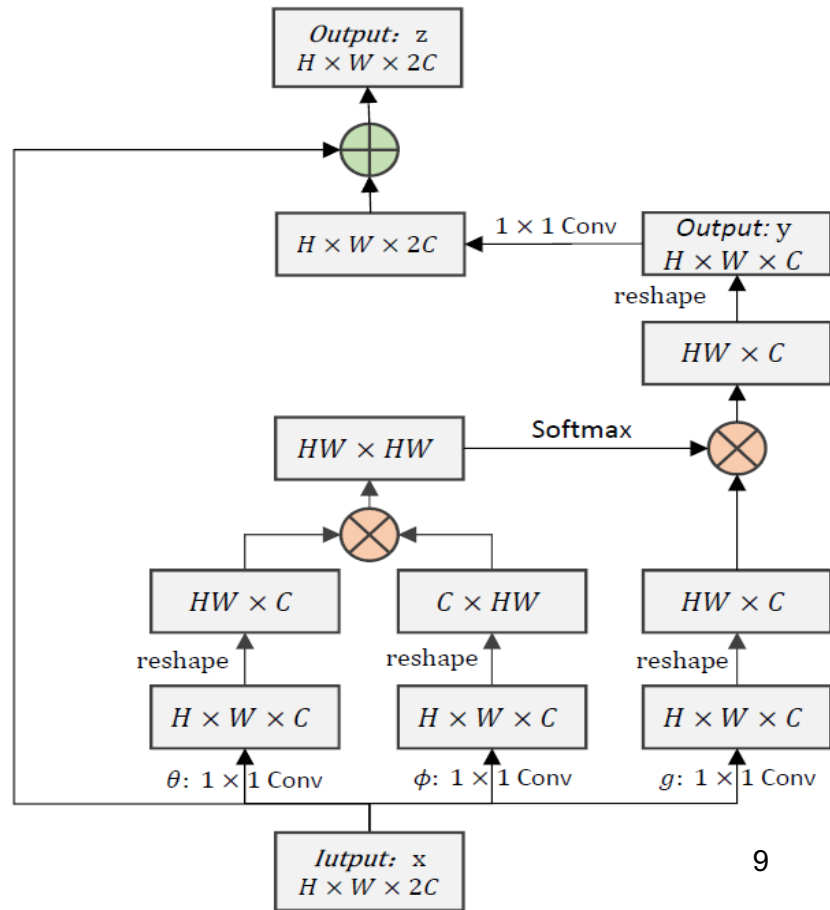 Output: z
H × W × 2C
H × W × 2C
1 × 1 Conv
Output: y
H × W × C
reshape
HW × C
HW × HW
Softmax
HW × C
C × HW
HW × C
reshape
reshape
reshape
H × W × C
H × W × C
H × W × C
θ: 1 × 1 Conv
ϕ: 1 × 1 Conv
g: 1 × 1 Conv
Iutput: x
H × W × 2C
9